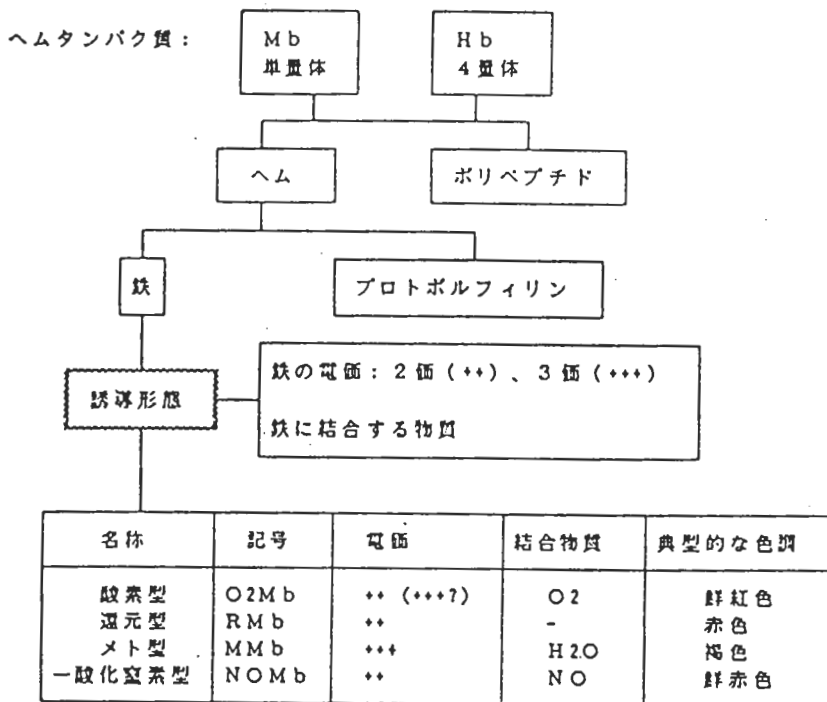 ヘムタンパク質：
Mb
単量体
Hb
4量体
ヘム
ポリペプチド
鉄
プロトポルフィリン
誘導形態
鉄の電価：2価（++）、3価（+++）
鉄に結合する物質
名称 記号 電価 結合物質 典型的な色調
酸素型 O2Mb ++（+++?） O2 鮮紅色
還元型 RMb ++ - 赤色
メト型 MMb +++ H2O 褐色
一酸化窒素型 NOMb ++ NO 鮮赤色